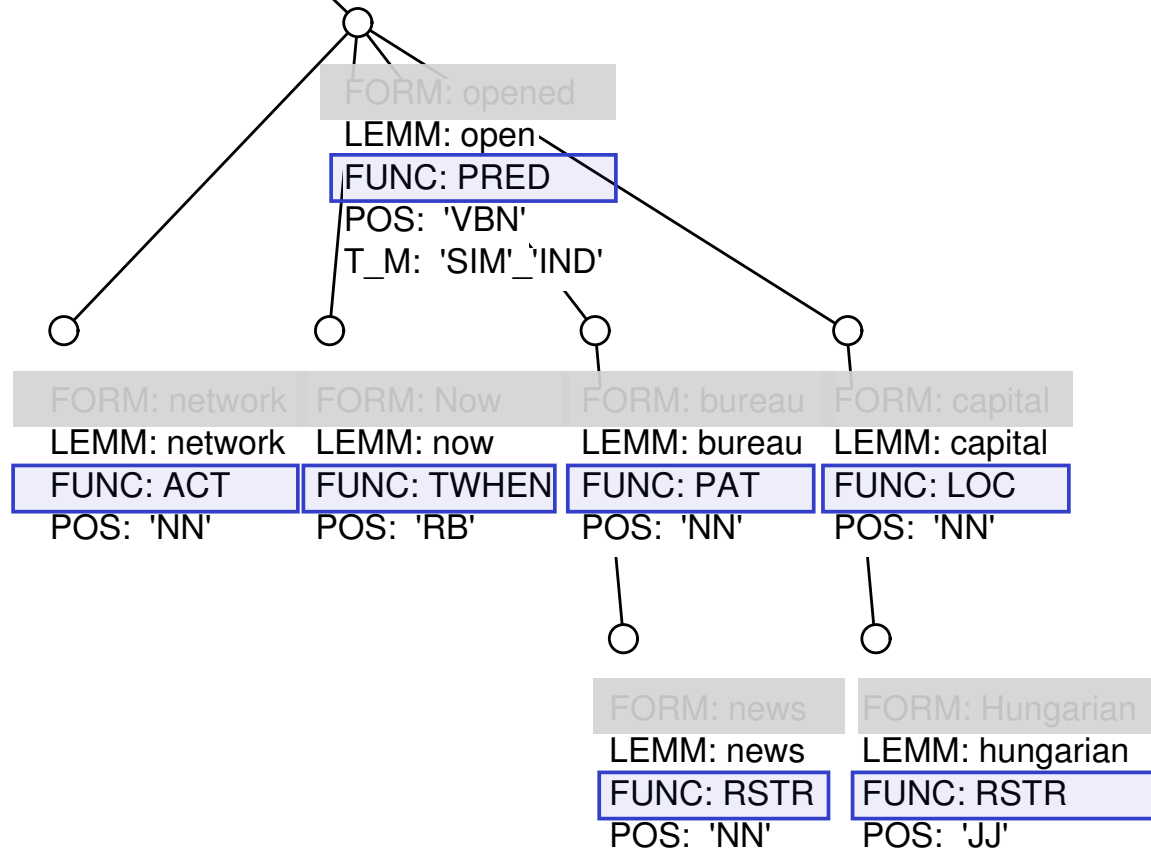 FORM: opened
LEMM: open
FUNC: PRED
POS: 'VBN'
T_M: 'SIM'_'IND'
FORM: network FORM: Now FORM: bureau FORM: capital
LEMM: network LEMM: now LEMM: bureau LEMM: capital
FUNC: ACT FUNC: TWHEN FUNC: PAT FUNC: LOC
POS: 'NN' POS: 'RB' POS: 'NN' POS: 'NN'
FORM: news FORM: Hungarian
LEMM: news LEMM: hungarian
FUNC: RSTR FUNC: RSTR
POS: 'NN' POS: 'JJ'